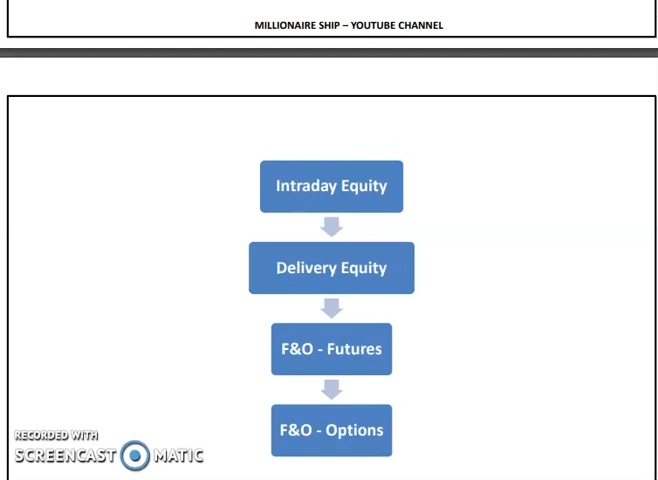 MILLIONAIRE SHIP – YOUTUBE CHANNEL
Intraday Equity
Delivery Equity
F&O - Futures
F&O - Options
RECORDED WITH
SCREENCAST MATIC